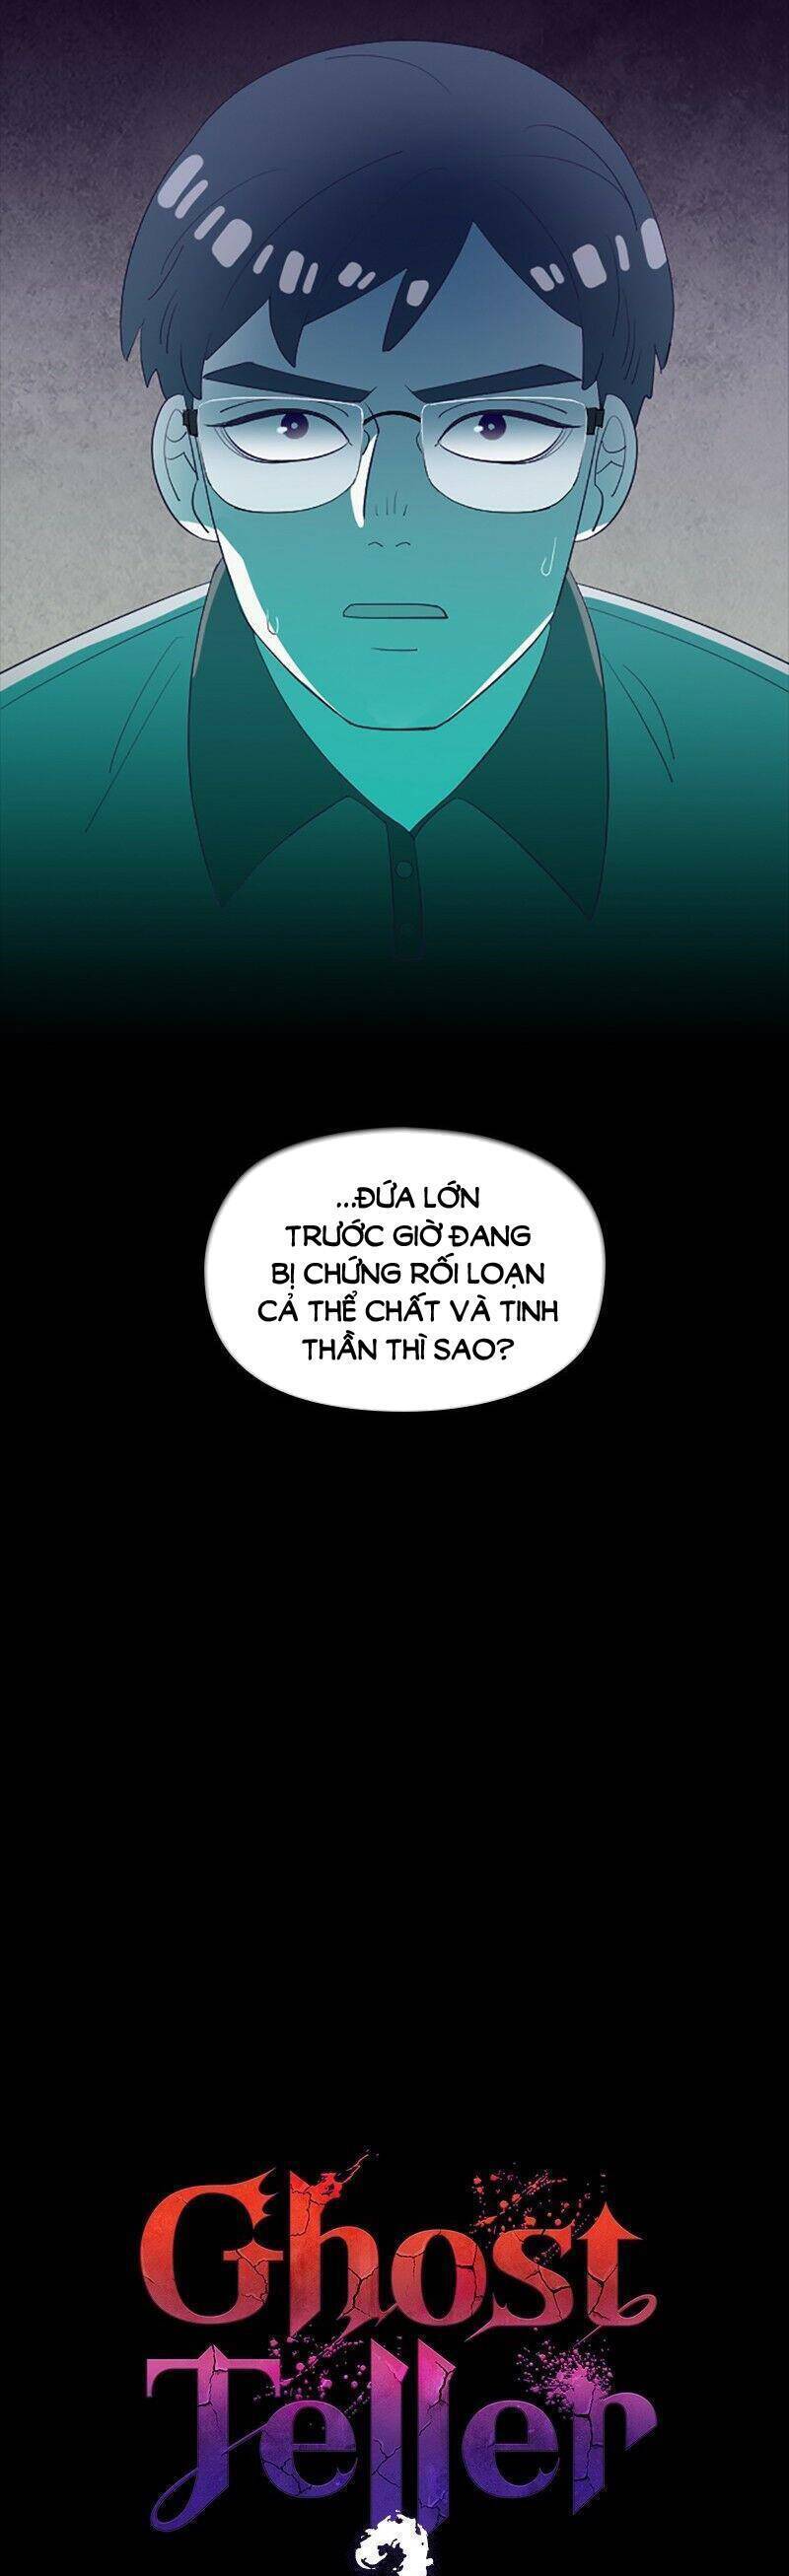 ...ĐỨA LỚN
TRƯỚC GIỜ ĐANG
BỊ CHỨNG RỐI LOẠN
CẢ THỂ CHẤT VÀ TINH
THẦN THÌ SAO?
Ghost
Teller